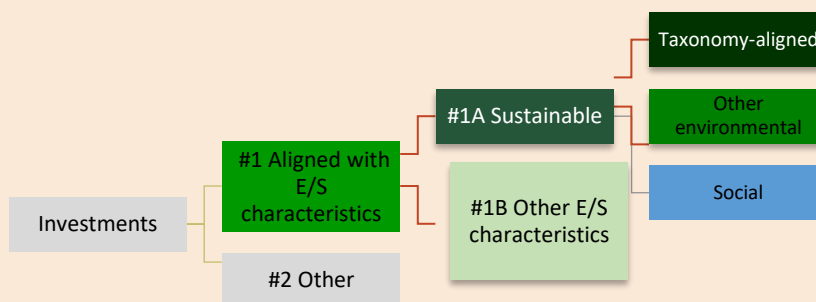 Taxonomy-aligned
#1A Sustainable
Other
environmental
#1 Aligned with
E/S
characteristics
#1B Other E/S
characteristics
Social
Investments
#2 Other